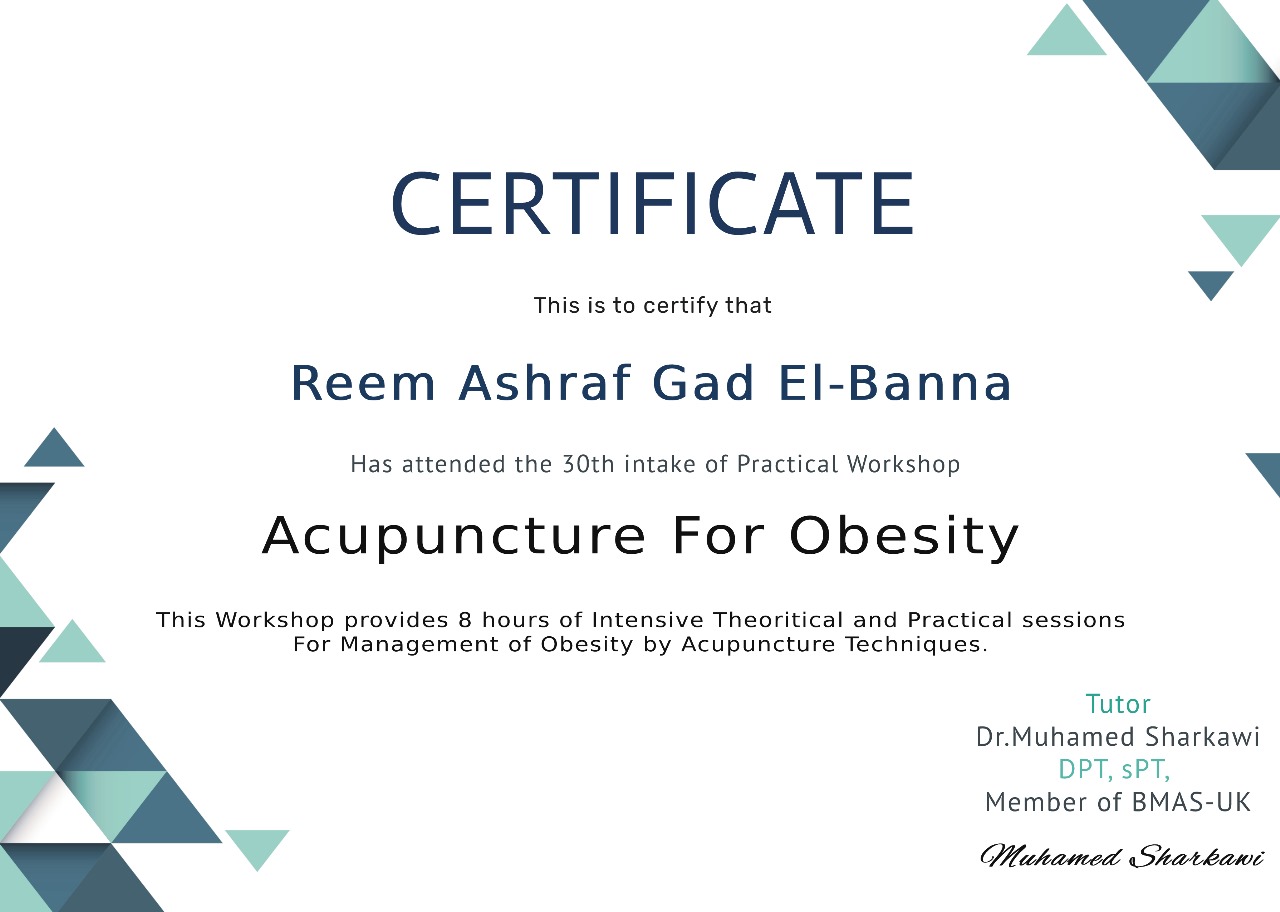 CERTIFICATE
This is to certify that
Reem Ashraf Gad El-Banna
Has attended the 30th intake of Practical Workshop
Acupuncture For Obesity
This Workshop provides 8 hours of Intensive Theoritical and Practical sessions
For Management of Obesity by Acupuncture Techniques.
Tutor
Dr.Muhamed Sharkawi
DPT, sPT,
Member of BMAS-UK
Muhamed Sharkawi